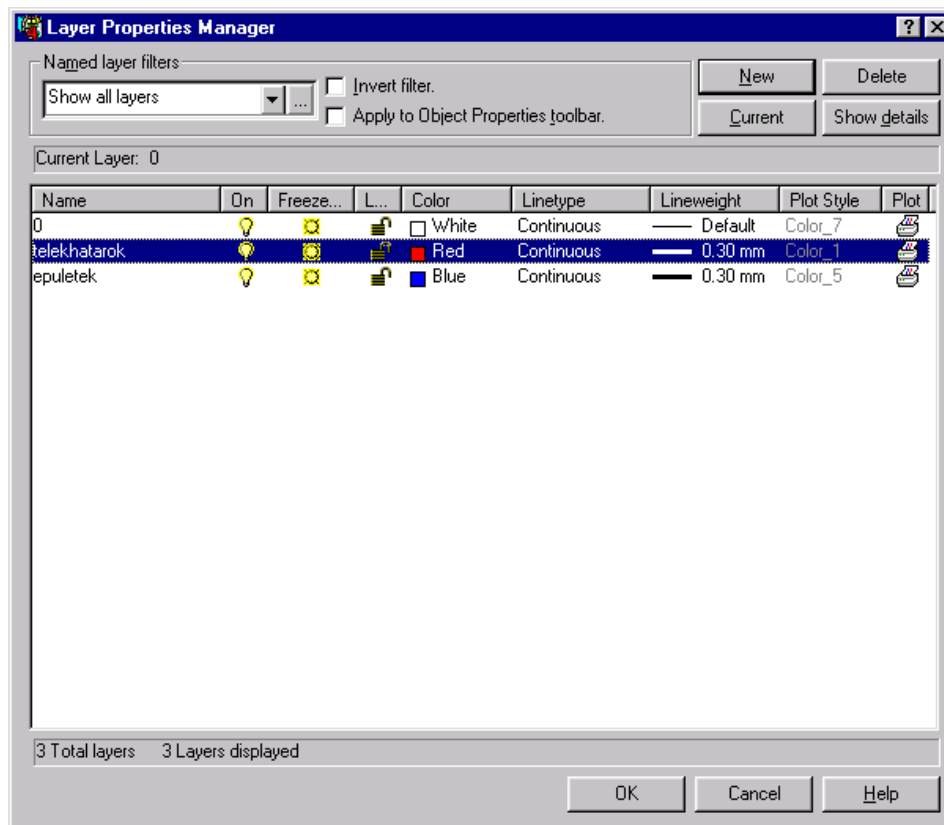 Layer Properties Manager
Named layer filters
Show all layers
...
Invert filter.
Apply to Object Properties toolbar.
New
Delete
Current
Show details
Current Layer: 0
Name On Freeze... L... Color Linetype Lineweight Plot Style Plot
0 White Continuous Default Color_7
telekhatarok Red Continuous 0.30 mm Color_1
epuletek Blue Continuous 0.30 mm Color_5
3 Total layers 3 Layers displayed
OK Cancel Help